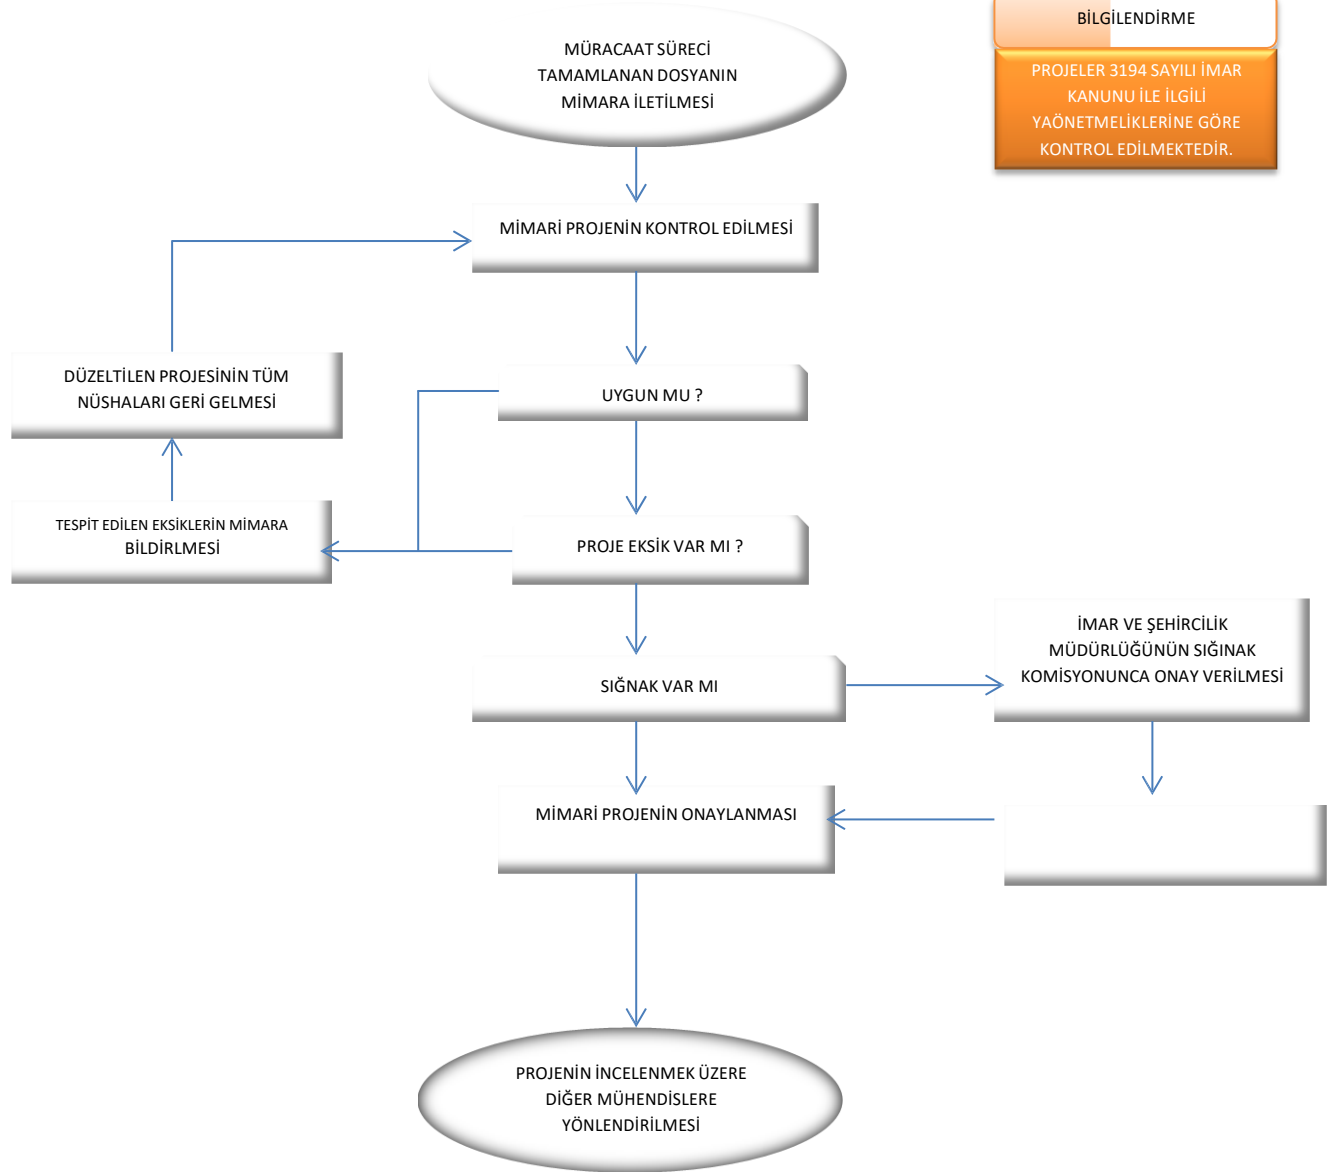 BİLGİLENDİRME
PROJELER 3194 SAYILI İMAR
KANUNU İLE İLGİLİ
YAÖNETMELİKLERİNE GÖRE
KONTROL EDİLMEKTEDİR.
MÜRACAAT SÜRECİ
TAMAMLANAN DOSYANIN
MİMARA İLETİLMESİ
MİMARİ PROJENİN KONTROL EDİLMESİ
DÜZELTİLEN PROJESİNİN TÜM
NÜSHALARI GERİ GELMESİ
UYGUN MU ?
TESPİT EDİLEN EKSİKLERİN MİMARA
BİLDİRLMESİ
PROJE EKSİK VAR MI ?
SIĞNAK VAR MI
İMAR VE ŞEHİRCİLİK
MÜDÜRLÜĞÜNÜN SIĞINAK
KOMİSYONUNCA ONAY VERİLMESİ
MİMARİ PROJENİN ONAYLANMASI
PROJENİN İNCELENMEK ÜZERE
DİĞER MÜHENDİSLERE
YÖNLENDİRİLMESİ